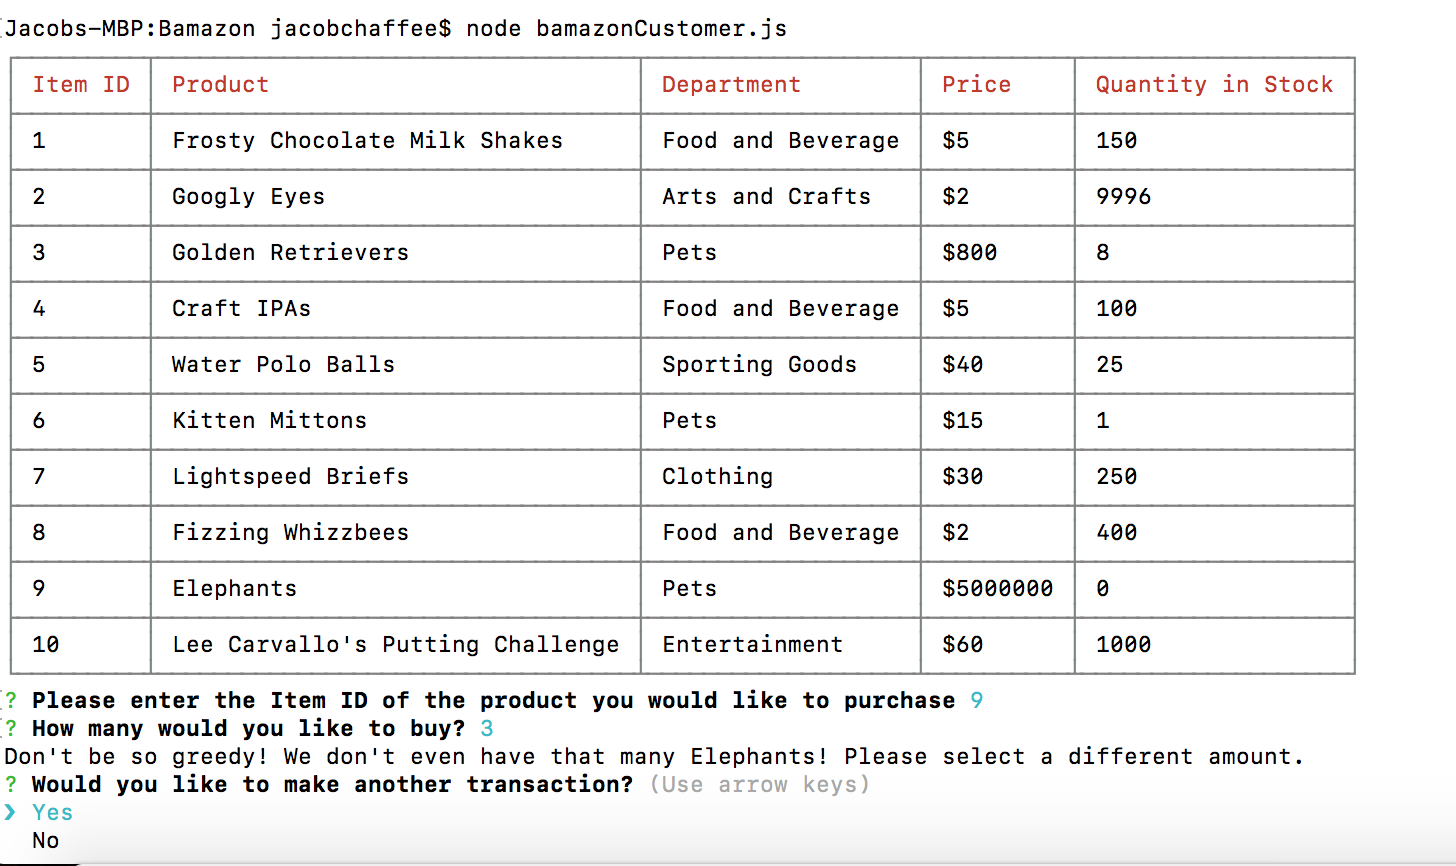 Jacobs-MBP:Bamazon jacobchaffee$ node bamazonCustomer.js
Item ID Product Department Price Quantity in Stock
1 Frosty Chocolate Milk Shakes Food and Beverage $5 150
2 Googly Eyes Arts and Crafts $2 9996
3 Golden Retrievers Pets $800 8
4 Craft IPAs Food and Beverage $5 100
5 Water Polo Balls Sporting Goods $40 25
6 Kitten Mittons Pets $15 1
7 Lightspeed Briefs Clothing $30 250
8 Fizzing Whizzbees Food and Beverage $2 400
9 Elephants Pets $5000000 0
10 Lee Carvallo's Putting Challenge Entertainment $60 1000
? Please enter the Item ID of the product you would like to purchase 9
? How many would you like to buy? 3
Don't be so greedy! We don't even have that many Elephants! Please select a different amount.
? Would you like to make another transaction? (Use arrow keys)
❯ Yes
No